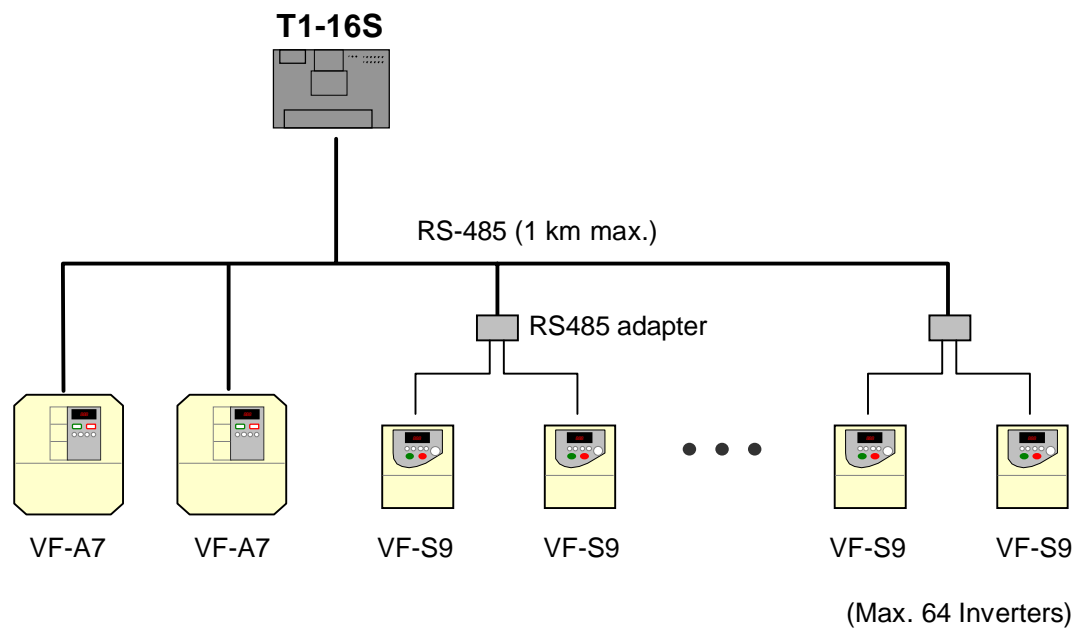 T1-16S
RS-485 (1 km max.)
RS485 adapter
VF-A7
VF-A7
VF-S9
VF-S9
VF-S9
VF-S9
(Max. 64 Inverters)